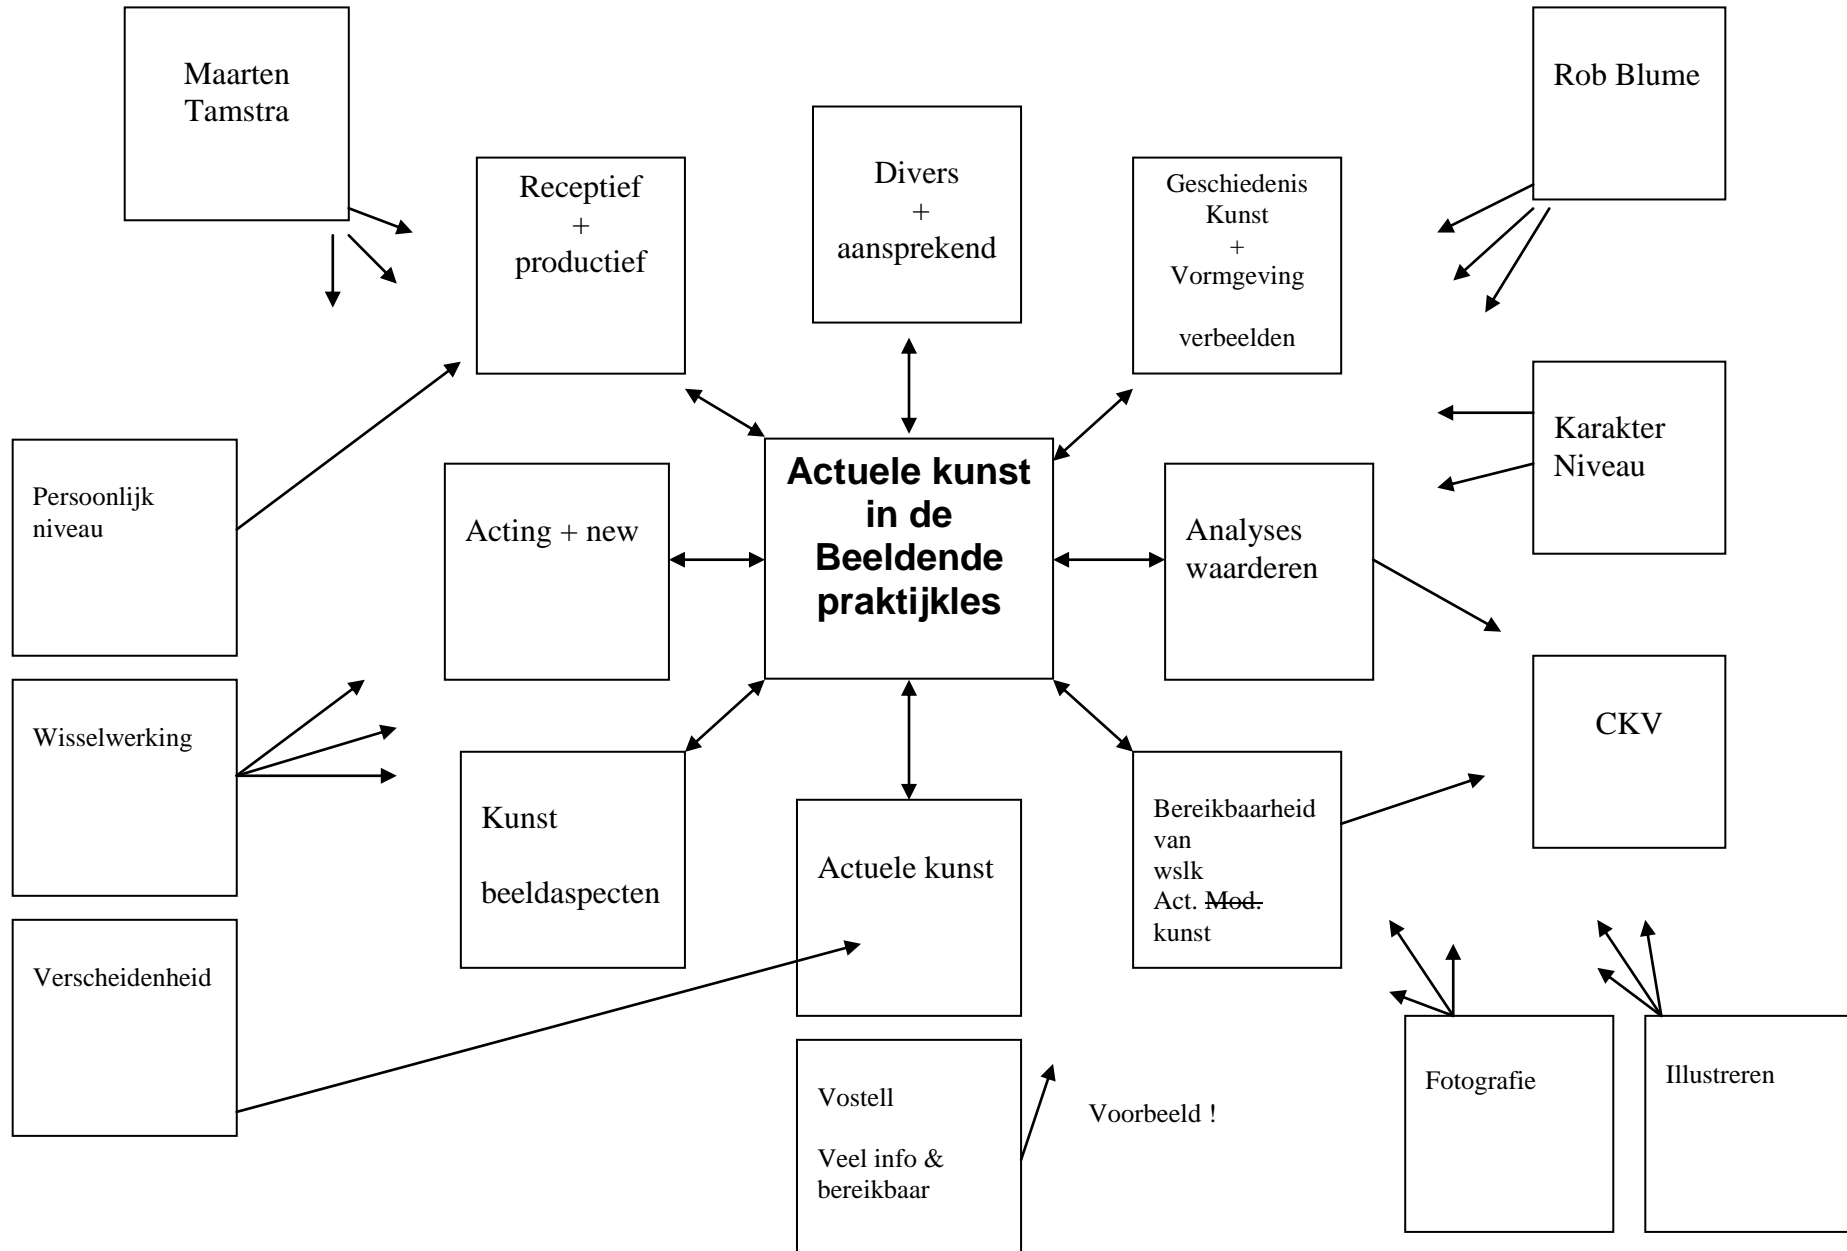 Maarten
Tamstra
Rob Blume
Receptief
+
productief
Divers
+
aansprekend
Geschiedenis
Kunst
+
Vormgeving
verbeelden
Karakter
Niveau
Persoonlijk
niveau
Acting + new
Actuele kunst
in de
Beeldende
praktijkles
Analyses
waarderen
Wisselwerking
Kunst
beeldaspecten
Actuele kunst
Bereikbaarheid
van
wslk
Act. Mod.
kunst
CKV
Verscheidenheid
Vostell
Veel info &
bereikbaar
Voorbeeld !
Fotografie
Illustreren